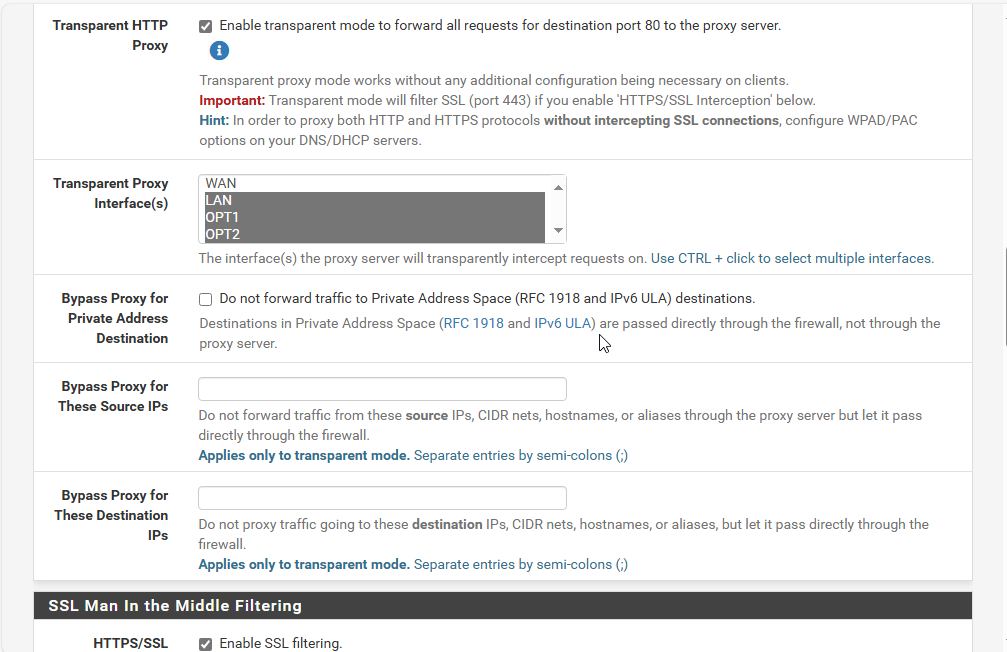 Transparent HTTP Proxy
Enable transparent mode to forward all requests for destination port 80 to the proxy server.
Transparent proxy mode works without any additional configuration being necessary on clients.
Important: Transparent mode will filter SSL (port 443) if you enable 'HTTPS/SSL Interception' below.
Hint: In order to proxy both HTTP and HTTPS protocols without intercepting SSL connections, configure WPAD/PAC
options on your DNS/DHCP servers.
Transparent Proxy
Interface(s)
WAN
LAN
OPT1
OPT2
The interface(s) the proxy server will transparently intercept requests on. Use CTRL + click to select multiple interfaces.
Bypass Proxy for
Private Address
Destination
Do not forward traffic to Private Address Space (RFC 1918 and IPv6 ULA) destinations.
Destinations in Private Address Space (RFC 1918 and IPv6 ULA) are passed directly through the firewall, not through the
proxy server.
Bypass Proxy for
These Source IPs
Do not forward traffic from these source IPs, CIDR nets, hostnames, or aliases through the proxy server but let it pass
directly through the firewall.
Applies only to transparent mode. Separate entries by semi-colons (;)
Bypass Proxy for
These Destination
IPs
Do not proxy traffic going to these destination IPs, CIDR nets, hostnames, or aliases, but let it pass directly through the
firewall.
Applies only to transparent mode. Separate entries by semi-colons (;)
SSL Man In the Middle Filtering
HTTPS/SSL
Enable SSL filtering.